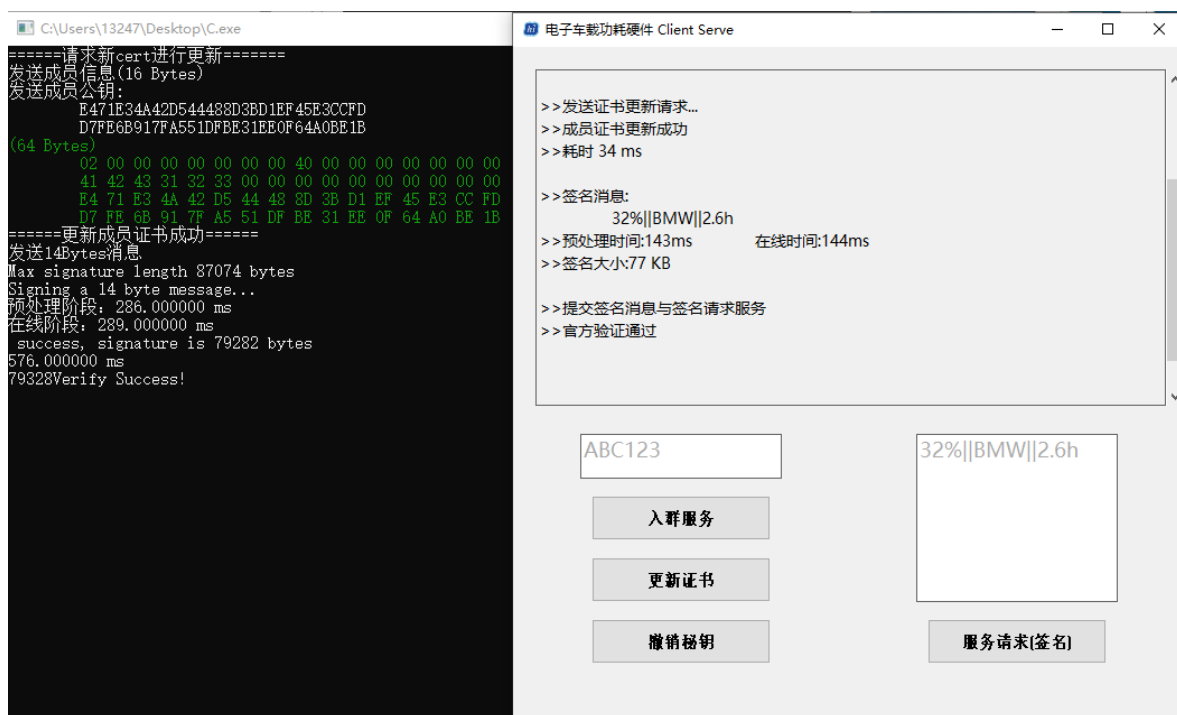 C:\Users\13247\Desktop\C.exe
======请求新cert进行更新=======
发送成员信息(16 Bytes)
发送成员公钥:
E471E34A42D544488D3BD1EF45E3CCFD
D7FE6B917FA551DFBE31EE0F64A0BE1B
(64 Bytes)
02 00 00 00 00 00 00 00 40 00 00 00 00 00 00 00
41 42 43 31 32 33 00 00 00 00 00 00 00 00 00 00
E4 71 E3 4A 42 D5 44 48 8D 3B D1 EF 45 E3 CC FD
D7 FE 6B 91 7F A5 51 DF BE 31 EE 0F 64 A0 BE 1B
======更新成员证书成功======
发送14Bytes消息
Max signature length 87074 bytes
Signing a 14 byte message...
预处理阶段: 286.000000 ms
在线阶段: 289.000000 ms
success, signature is 79282 bytes
576.000000 ms
79328Verify Success!
电子车载功耗硬件 Client Serve
>>发送证书更新请求...
>>成员证书更新成功
>>耗时 34 ms
>>签名消息:
32%||BMW||2.6h
>>预处理时间:143ms 在线时间:144ms
>>签名大小:77 KB
>>提交签名消息与签名请求服务
>>官方验证通过
ABC123
32%||BMW||2.6h
入群服务
更新证书
撤销秘钥
服务请求(签名)